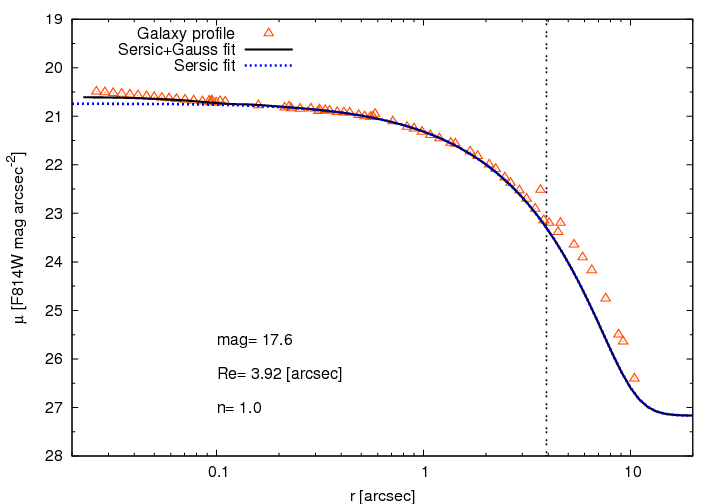 19
20
21
22
23
24
25
26
27
28
μ [F814W mag arcsec-2]
Galaxy profile
Sersic+Gauss fit
Sersic fit
mag= 17.6
Re= 3.92 [arcsec]
n= 1.0
0.1
1
10
r [arcsec]